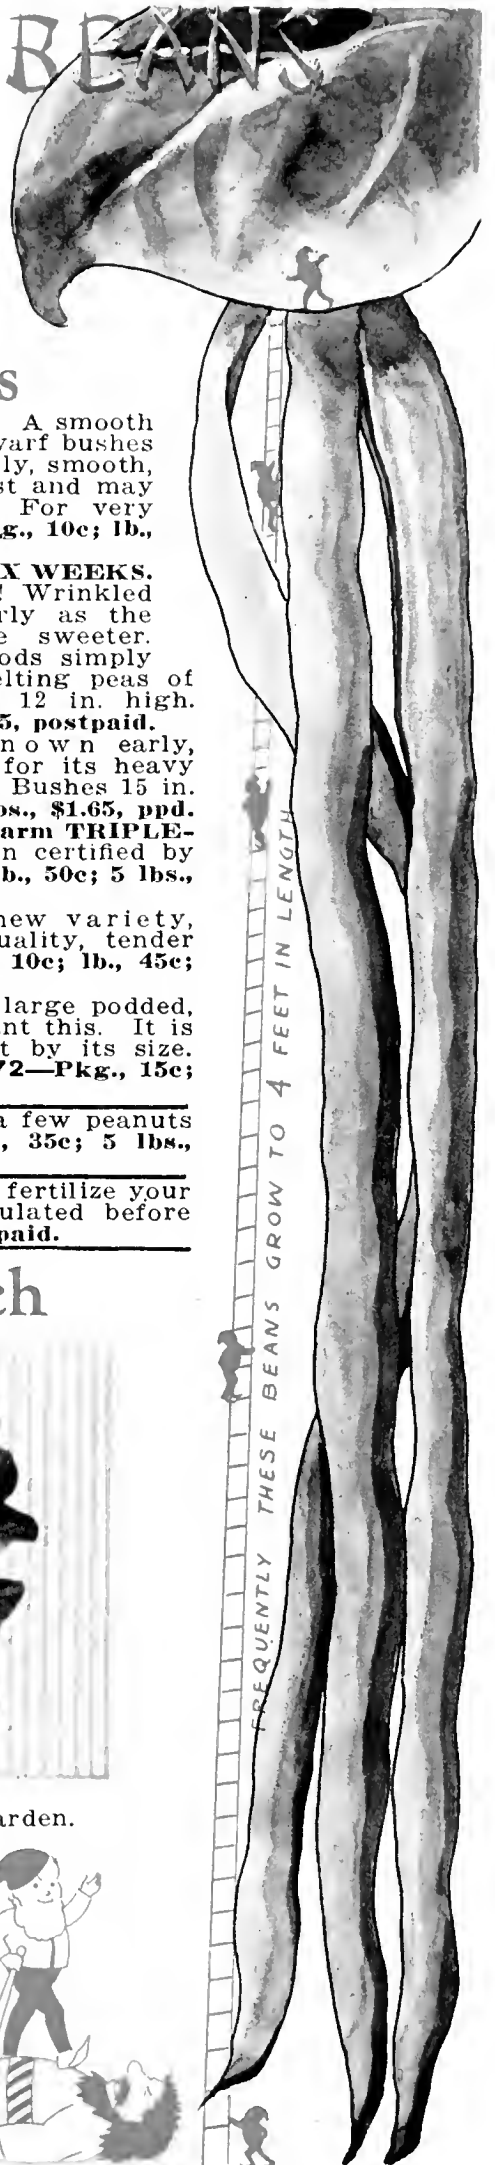 BEANS
s
A smooth
varf bushes
ly, smooth,
st and may
For very
g., 10c; lb.,
X WEEKS.
! Wrinkled
rly as the
e sweeter.
ods simply
elting peas of
12 in. high.
5, postpaid.
nown early,
for its heavy
Bushes 15 in.
bs., $1.65, ppd.
arm TRIPLE-
n certified by
b., 50c; 5 lbs.,
new variety,
uality, tender
10c; lb., 45c;
large podded,
nt this. It is
t by its size.
72—Pkg., 15c;
a few peanuts
., 35c; 5 lbs.,
fertilize your
ulated before
paid.
ch
arden.
FREQUENTLY THESE BEANS GROW TO 4 FEET IN LENGTH